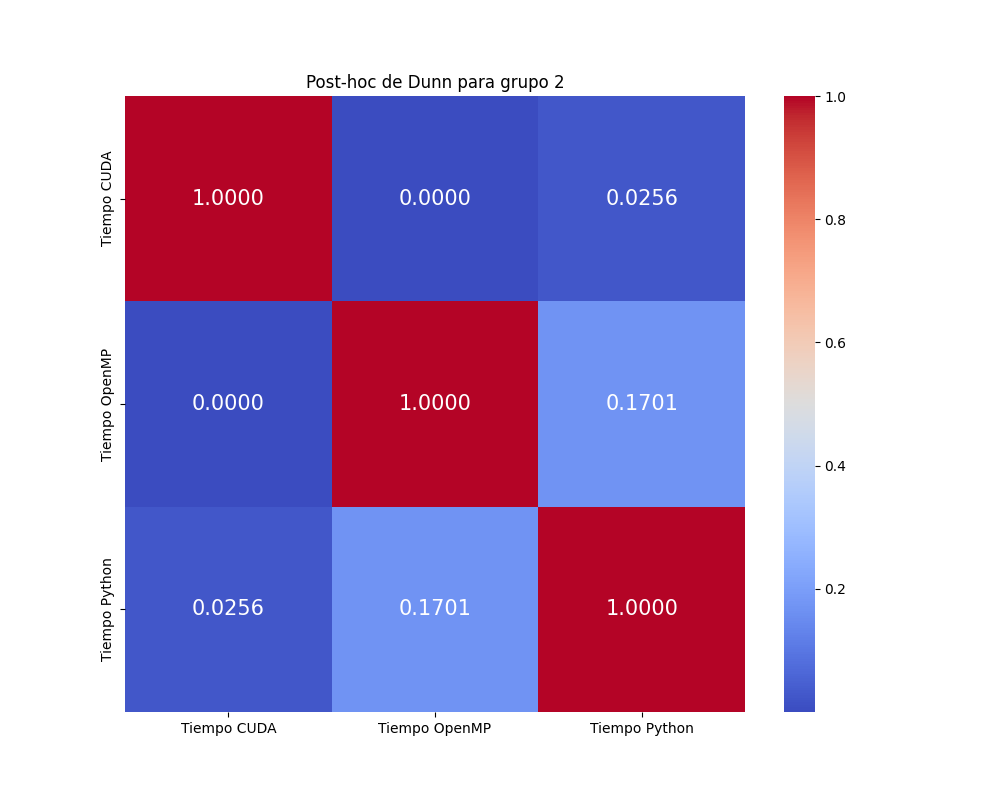 Post-hoc de Dunn para grupo 2
Tiempo CUDA
1.0000
0.0000
0.0256
Tiempo OpenMP
0.0000
1.0000
0.1701
Tiempo Python
0.0256
0.1701
1.0000
Tiempo CUDA
Tiempo OpenMP
Tiempo Python
1.0
0.8
0.6
0.4
0.2